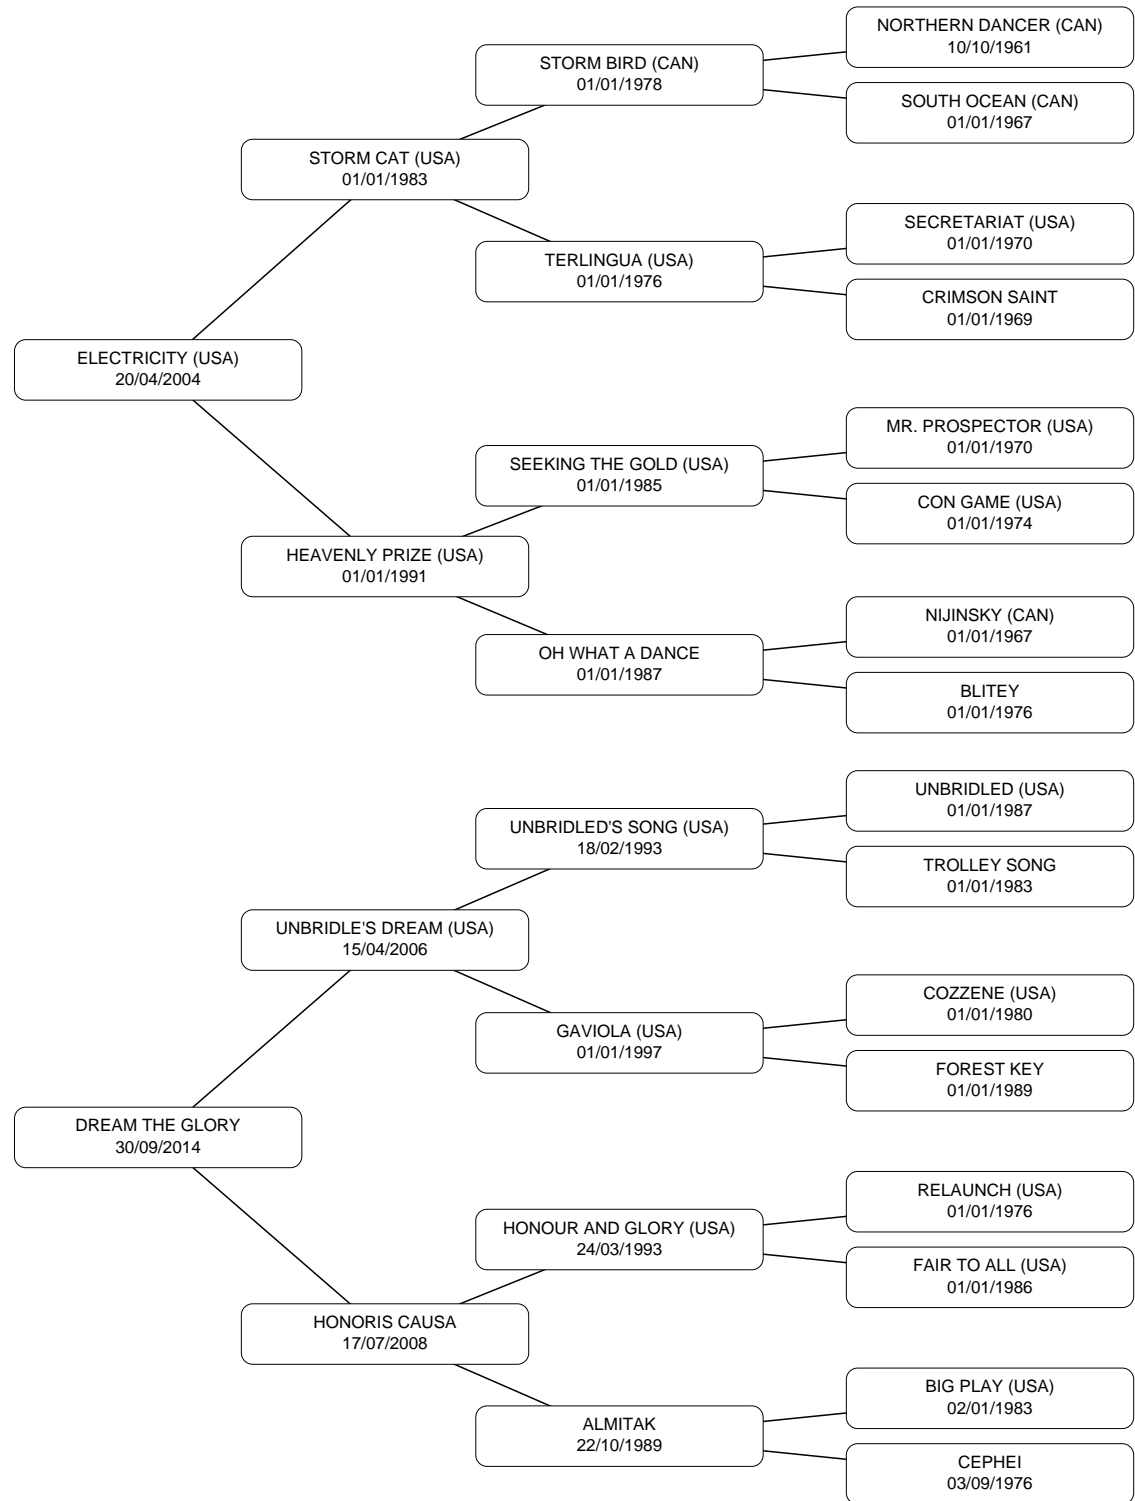 NORTHERN DANCER (CAN)
10/10/1961
STORM BIRD (CAN)
01/01/1978
SOUTH OCEAN (CAN)
01/01/1967
STORM CAT (USA)
01/01/1983
SECRETARIAT (USA)
01/01/1970
TERLINGUA (USA)
01/01/1976
CRIMSON SAINT
01/01/1969
ELECTRICITY (USA)
20/04/2004
MR. PROSPECTOR (USA)
01/01/1970
SEEKING THE GOLD (USA)
01/01/1985
CON GAME (USA)
01/01/1974
HEAVENLY PRIZE (USA)
01/01/1991
NIJINSKY (CAN)
01/01/1967
OH WHAT A DANCE
01/01/1987
BLITEY
01/01/1976
UNBRIDLED (USA)
01/01/1987
UNBRIDLED'S SONG (USA)
18/02/1993
TROLLEY SONG
01/01/1983
UNBRIDLE'S DREAM (USA)
15/04/2006
COZZENE (USA)
01/01/1980
GAVIOLA (USA)
01/01/1997
FOREST KEY
01/01/1989
DREAM THE GLORY
30/09/2014
RELAUNCH (USA)
01/01/1976
HONOUR AND GLORY (USA)
24/03/1993
FAIR TO ALL (USA)
01/01/1986
HONORIS CAUSA
17/07/2008
BIG PLAY (USA)
02/01/1983
ALMITAK
22/10/1989
CEPHEI
03/09/1976